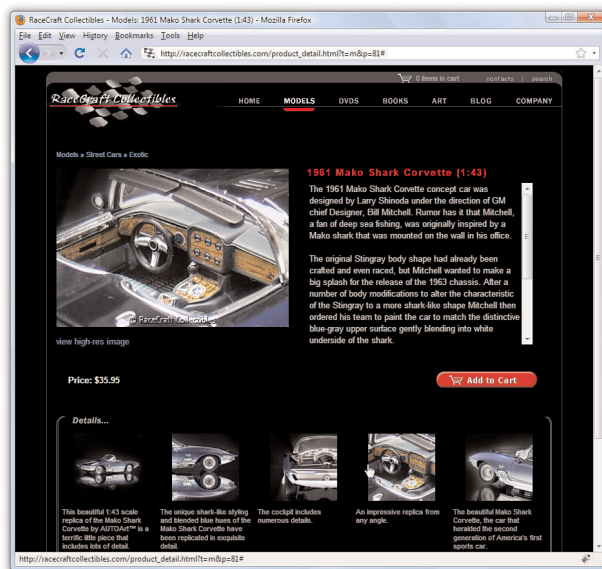 RaceCraft Collectibles - Models: 1961 Mako Shark Corvette (1:43) - Mozilla Firefox
File Edit View History Bookmarks Tools Help
http://racecraftcollectibles.com/product_detail.html?t=m&p=81#
0 items in cart contacts | search
RaceCraft Collectibles
HOME MODELS DVDS BOOKS ART BLOG COMPANY
Models » Street Cars » Exotic
1961 Mako Shark Corvette (1:43)
The 1961 Mako Shark Corvette concept car was
designed by Larry Shinoda under the direction of GM
chief Designer, Bill Mitchell. Rumor has it that Mitchell,
a fan of deep sea fishing, was originally inspired by a
Mako shark that was mounted on the wall in his office.
The original Stingray body shape had already been
crafted and even raced, but Mitchell wanted to make a
big splash for the release of the 1963 chassis. After a
number of body modifications to alter the characteristic
of the Stingray to a more shark-like shape Mitchell then
ordered his team to paint the car to match the distinctive
blue-gray upper surface gently blending into white
underside of the shark.
© RaceCraft Collectibles
view high-res image
Price: $35.95
Add to Cart
Details...
This beautiful 1:43 scale
replica of the Mako Shark
Corvette by AUTOArt™ is a
terrific little piece that
includes lots of detail.
The unique shark-like styling
and blended blue hues of the
Mako Shark Corvette have
been replicated in exquisite
detail.
The cockpit includes
numerous details.
An impressive replica from
any angle.
The beautiful Mako Shark
Corvette, the car that
heralded the second
generation of America's first
sports car.
http://racecraftcollectibles.com/product_detail.html?t=m&p=81#